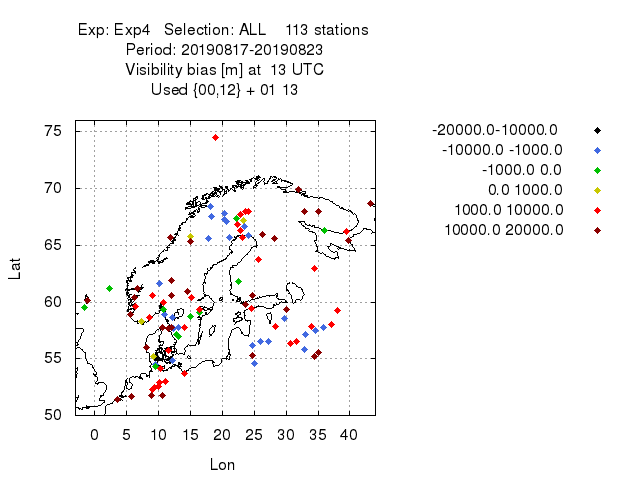 Exp: Exp4 Selection: ALL 113 stations
Period: 20190817-20190823
Visibility bias [m] at 13 UTC
Used {00,12} + 01 13
-20000.0-10000.0
-10000.0 -1000.0
-1000.0 0.0
0.0 1000.0
1000.0 10000.0
10000.0 20000.0
75
70
65
60
55
50
Lat
0 5 10 15 20 25 30 35 40
Lon